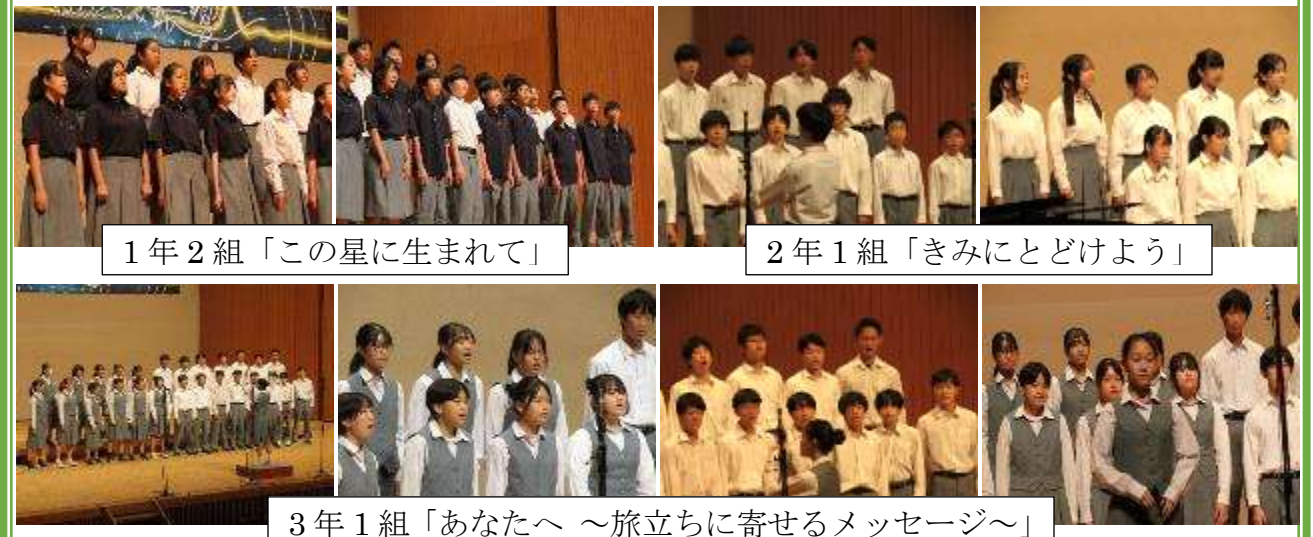 1年2組「この星に生まれて」
2年1組「きみにとどけよう」
3年1組「あなたへ ～旅立ちに寄せるメッセージ～」